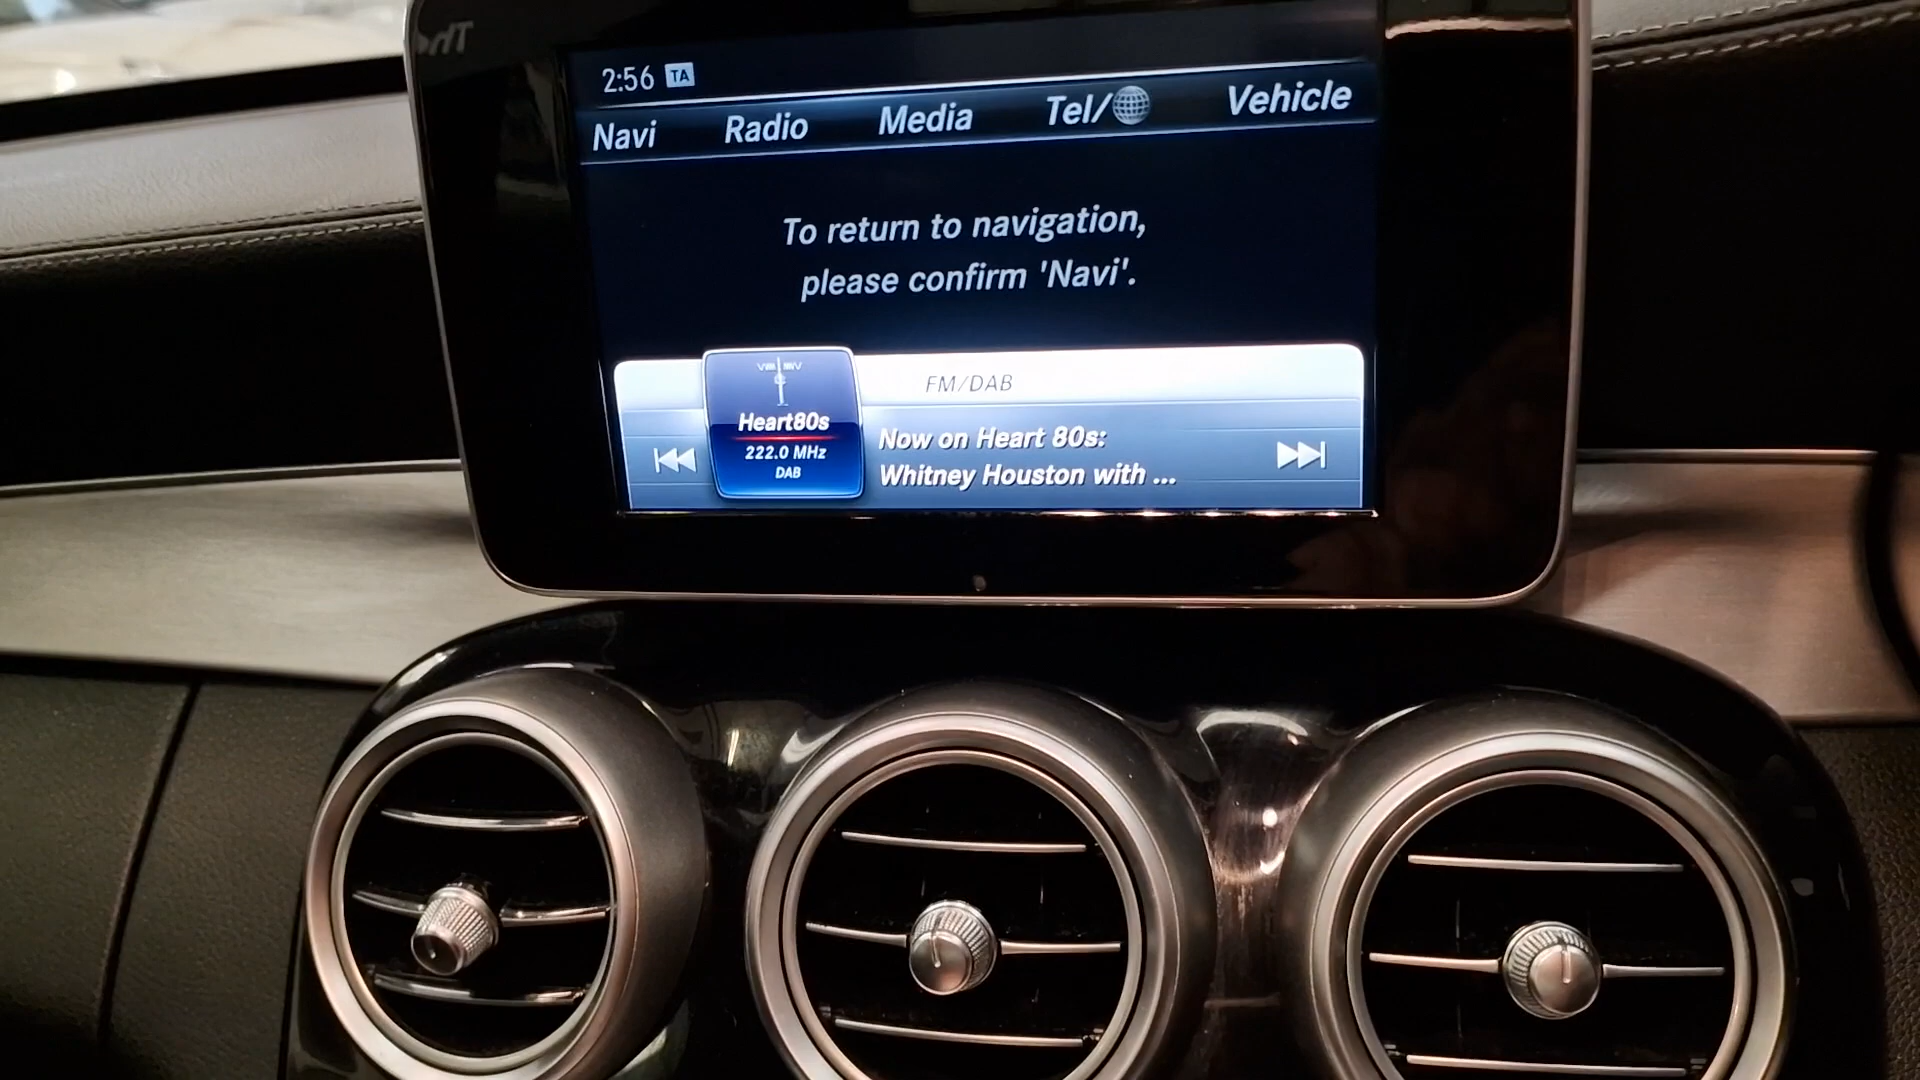 2:56 TA
Navi Radio Media Tel/ Vehicle
To return to navigation,
please confirm 'Navi'.
FM/DAB
Heart80s
222.0 MHz
DAB
Now on Heart 80s:
Whitney Houston with ...